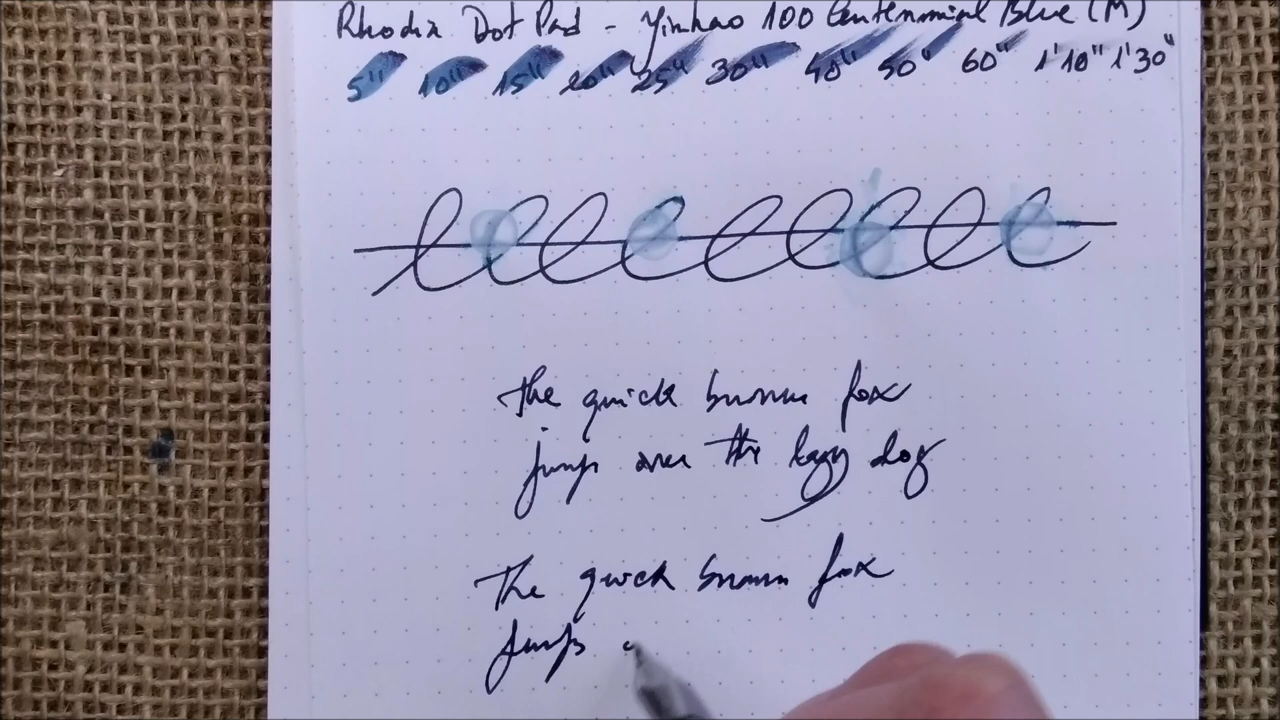 Rhodia Dot Pad - Jinhao 100 Centennial Blue (M)
5" 10" 15" 20" 25" 30" 40" 50" 60" 1'10" 1'30"
the quick brown fox
jumps over the lazy dog
The quick brown fox
jumps